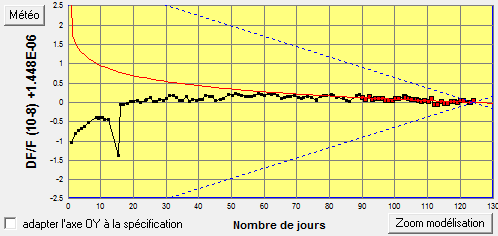 Météo
DF/F (10-8) +1.448E-06
2.5
2
1.5
1
0.5
0
-0.5
-1
-1.5
-2
-2.5
0 10 20 30 40 50 60 70 80 90 100 110 120 130
adapter l'axe OY à la spécification
Nombre de jours
Zoom modélisation